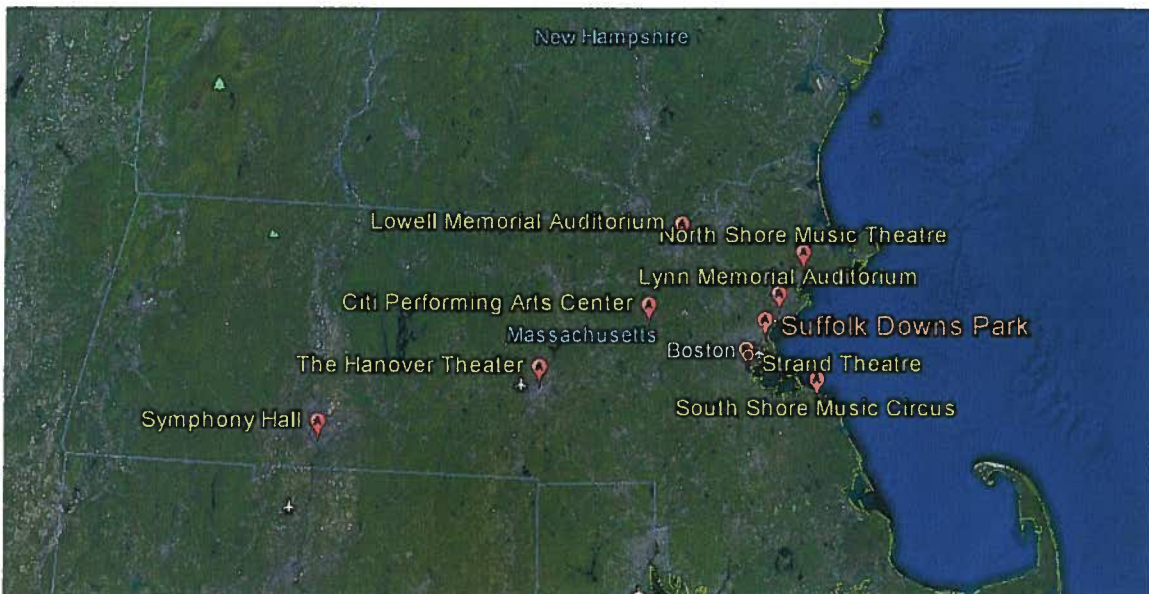 New Hampshire
Lowell Memorial Auditorium
North Shore Music Theatre
Lynn Memorial Auditorium
Citi Performing Arts Center
Suffolk Downs Park
Massachusetts
Boston
Strand Theatre
The Hanover Theater
South Shore Music Circus
Symphony Hall